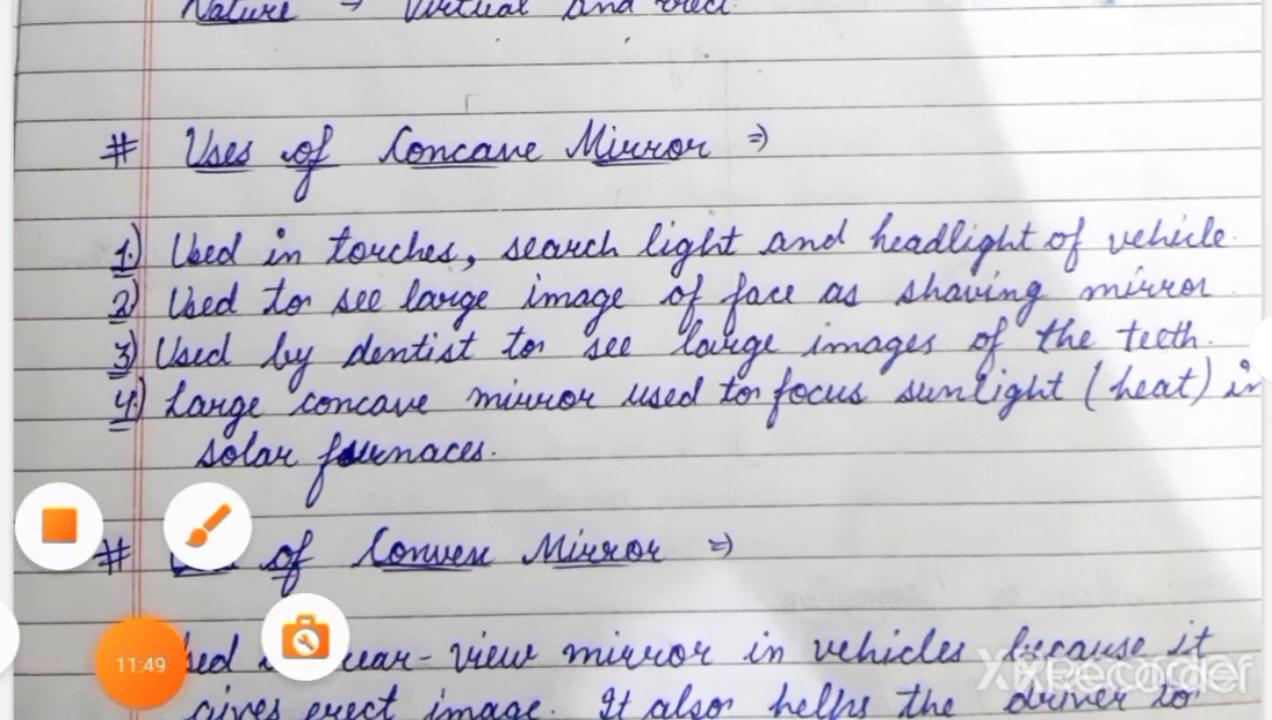 Nature → Virtual and erect.
# Uses of Concave Mirror ⇒
1.) Used in torches, search light and headlight of vehicle.
2) Used to see large image of face as shaving mirror.
3) Used by dentist to see large images of the teeth.
4.) Large concave mirror used to focus sunlight (heat) in
solar furnaces.
# of Convex Mirror ⇒
rear-view mirror in vehicles because it
gives erect image. It also helps the driver to
11:49
XRecorder